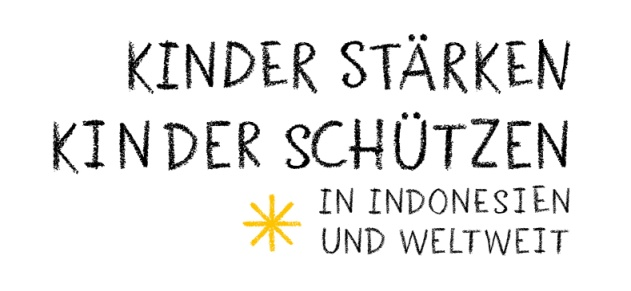 KINDER STÄRKEN
KINDER SCHÜTZEN
IN INDONESIEN
UND WELTWEIT